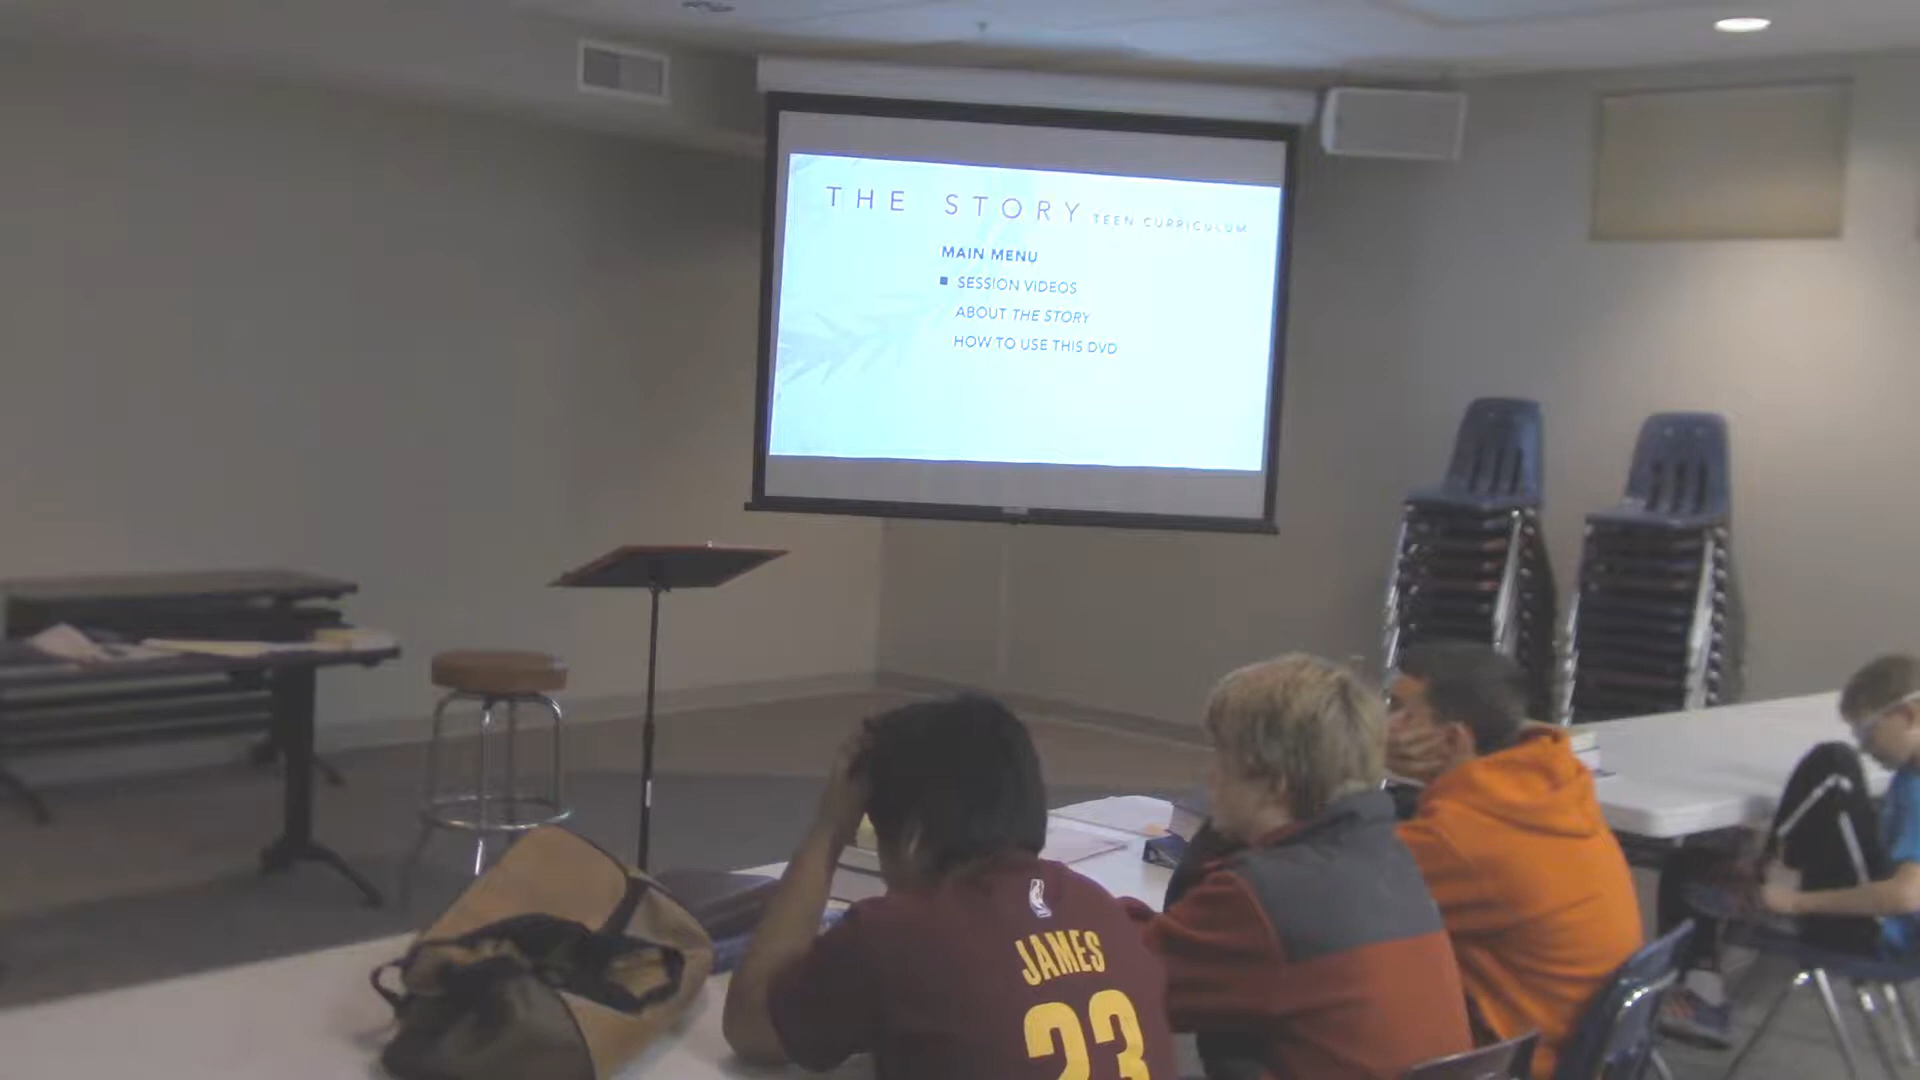 THE STORY TEEN CURRICULUM
MAIN MENU
SESSION VIDEOS
ABOUT THE STORY
HOW TO USE THIS DVD
JAMES
23